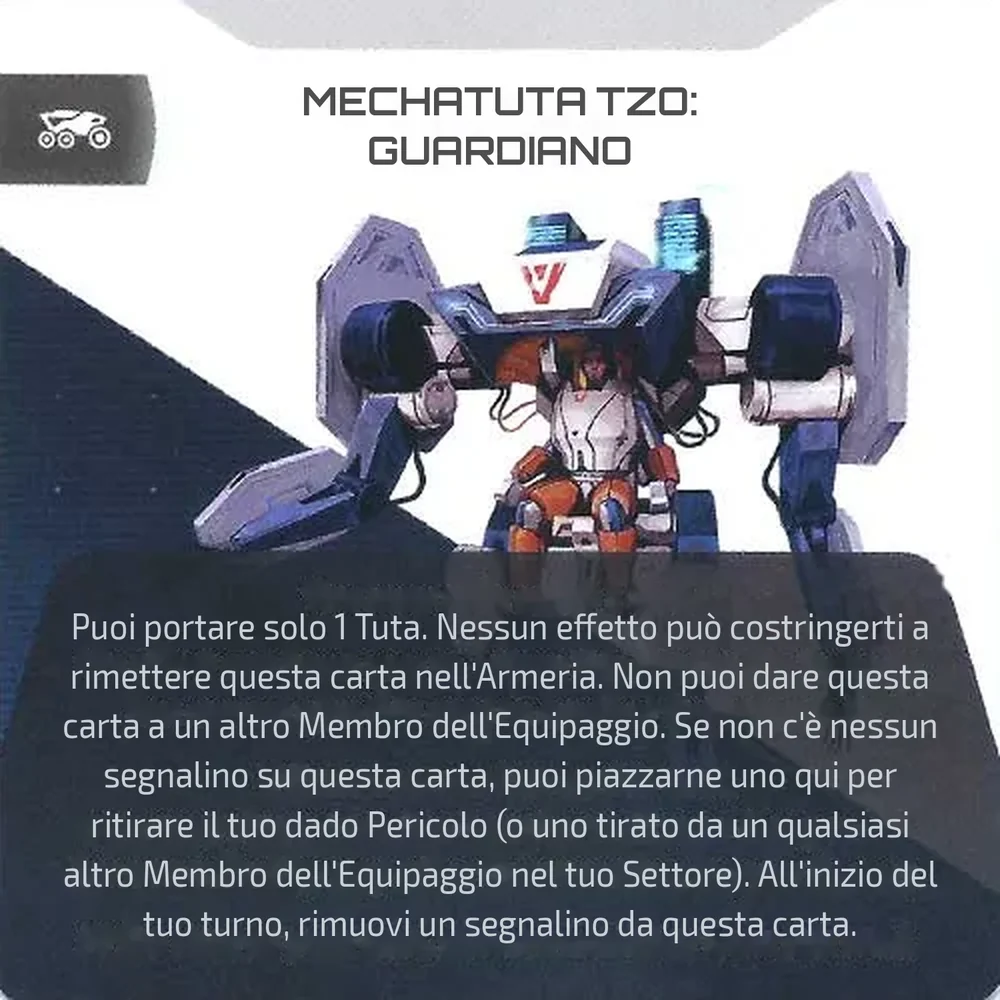 MECHATUTA TZO:
GUARDIANO
Puoi portare solo 1 Tuta. Nessun effetto può costringerti a
rimettere questa carta nell'Armeria. Non puoi dare questa
carta a un altro Membro dell'Equipaggio. Se non c'è nessun
segnalino su questa carta, puoi piazzarne uno qui per
ritirare il tuo dado Pericolo (o uno tirato da un qualsiasi
altro Membro dell'Equipaggio nel tuo Settore). All'inizio del
tuo turno, rimuovi un segnalino da questa carta.